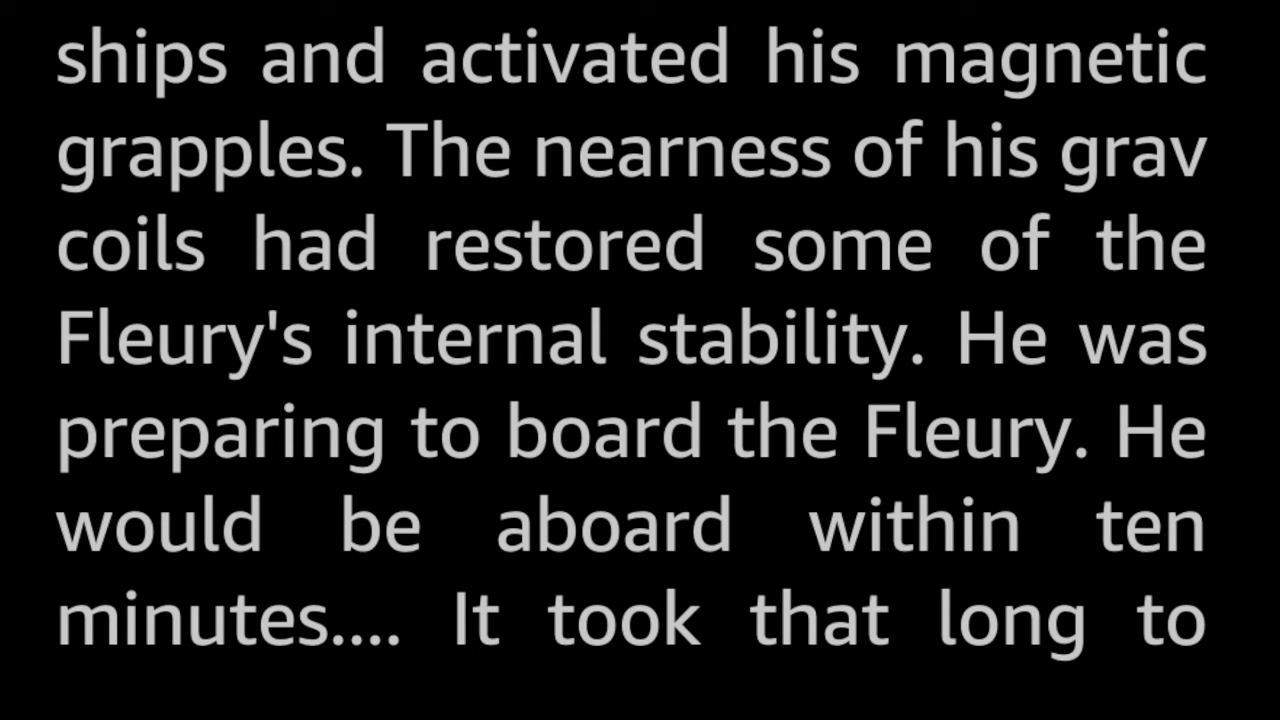 ships and activated his magnetic
grapples. The nearness of his grav
coils had restored some of the
Fleury's internal stability. He was
preparing to board the Fleury. He
would be aboard within ten
minutes.... It took that long to